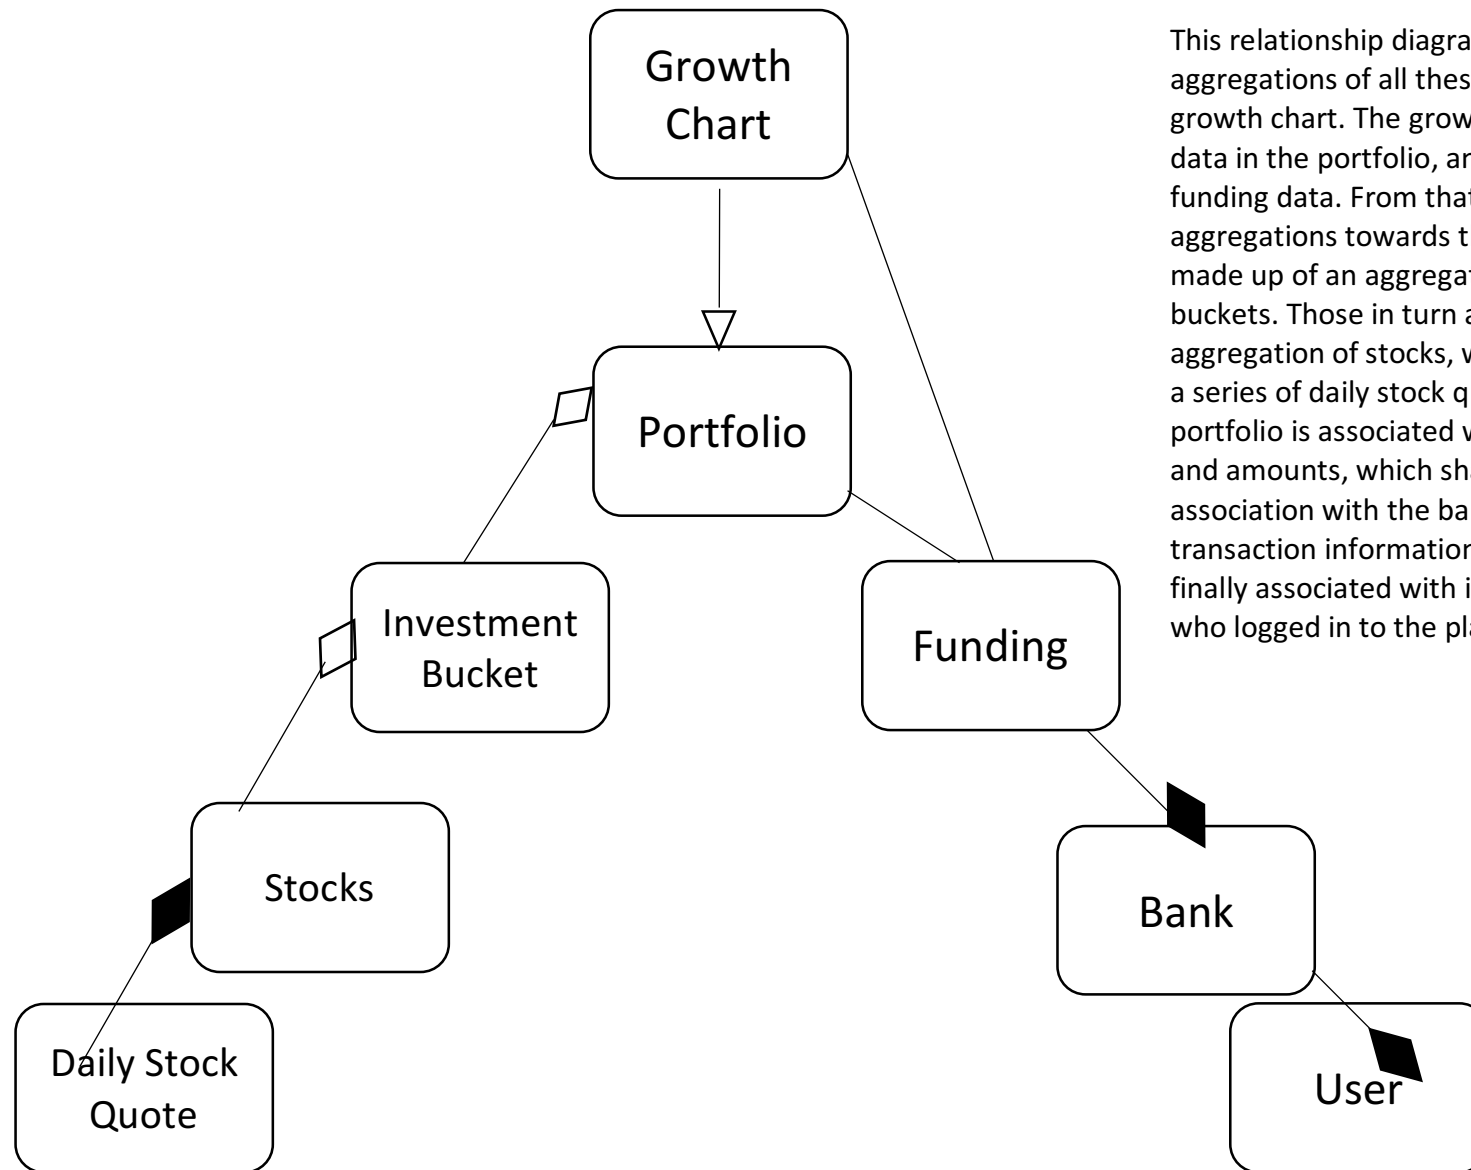 Growth
Chart
This relationship diagra
aggregations of all thes
growth chart. The grow
data in the portfolio, an
funding data. From that
aggregations towards t
made up of an aggregat
buckets. Those in turn a
aggregation of stocks, w
a series of daily stock q
portfolio is associated w
and amounts, which sha
association with the ba
transaction information
finally associated with i
who logged in to the pla
Portfolio
Investment
Bucket
Funding
Stocks
Bank
Daily Stock
Quote
User